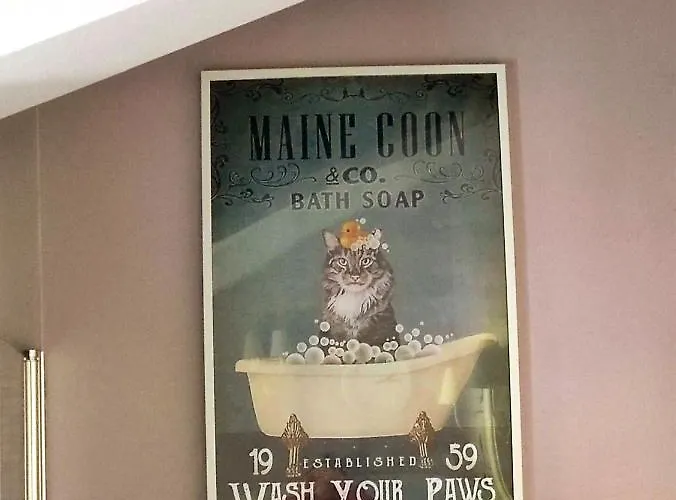 MAINE COON
&CO.
BATH SOAP
19 ESTABLISHED 59
WASH YOUR PAWS